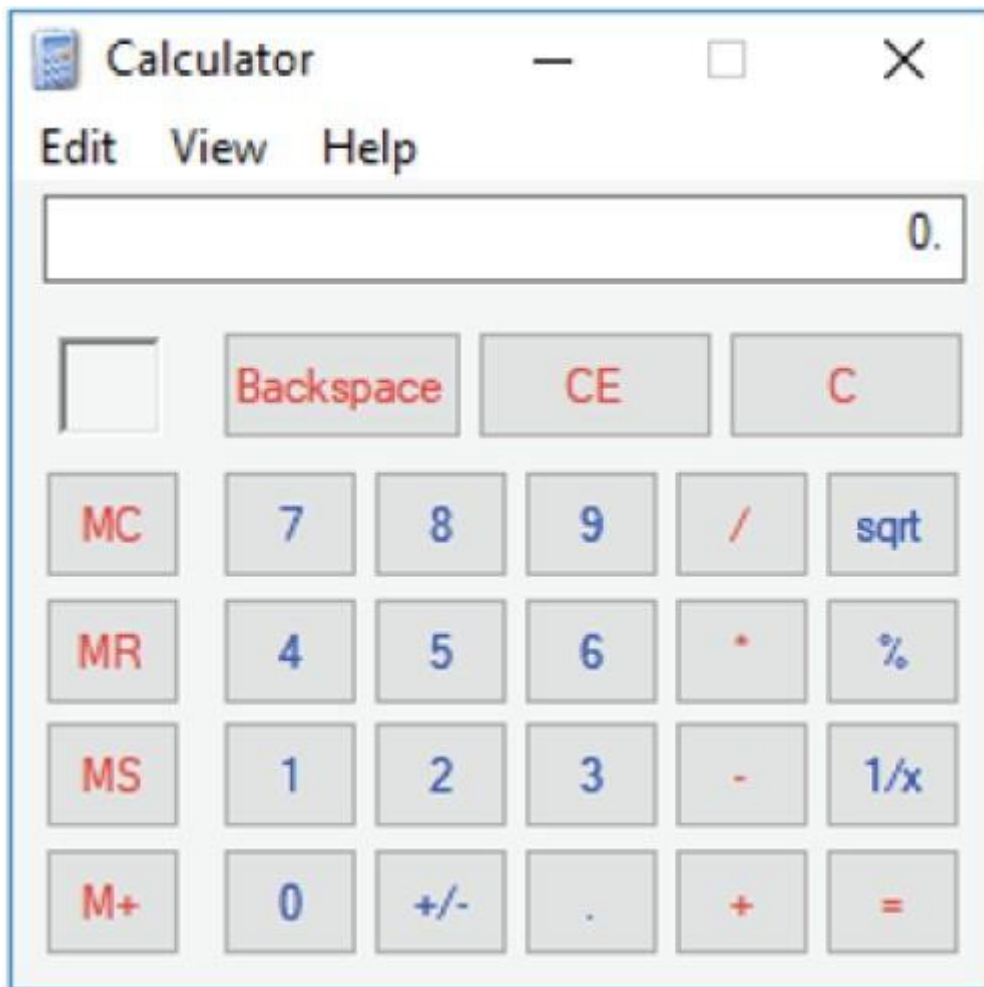 Calculator
Edit View Help
0.
Backspace CE C
MC 7 8 9 / sqrt
MR 4 5 6 * %
MS 1 2 3 - 1/x
M+ 0 +/- . + =